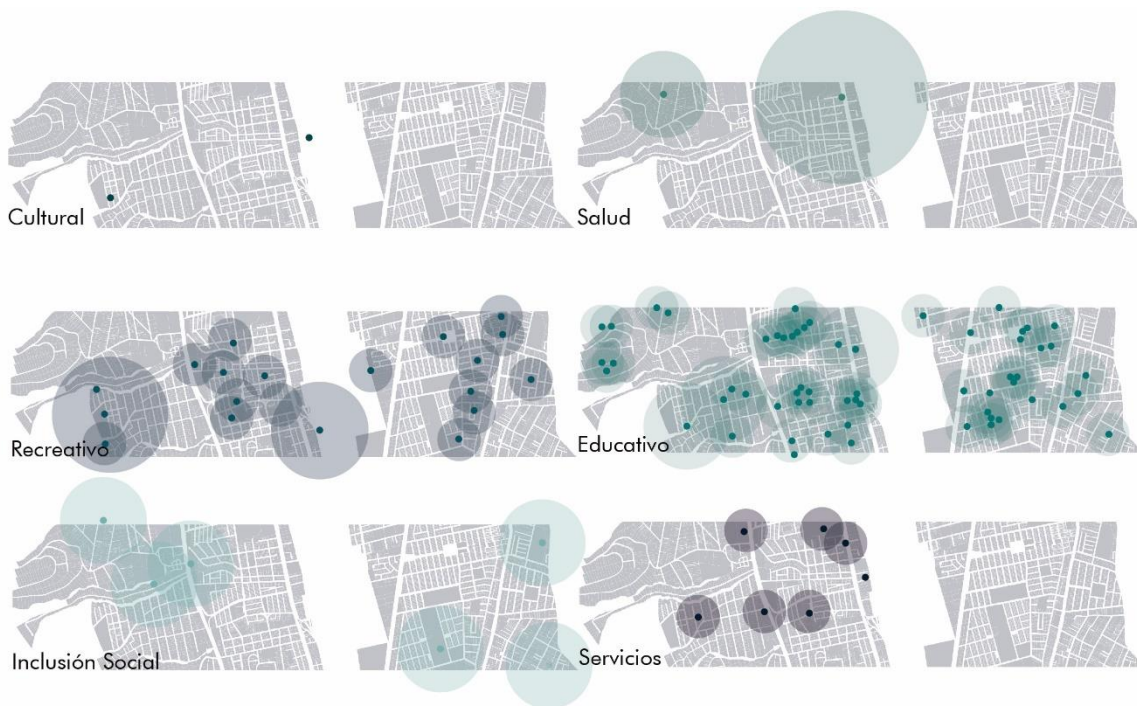 Cultural
Salud
Recreativo
Educativo
Inclusión Social
Servicios